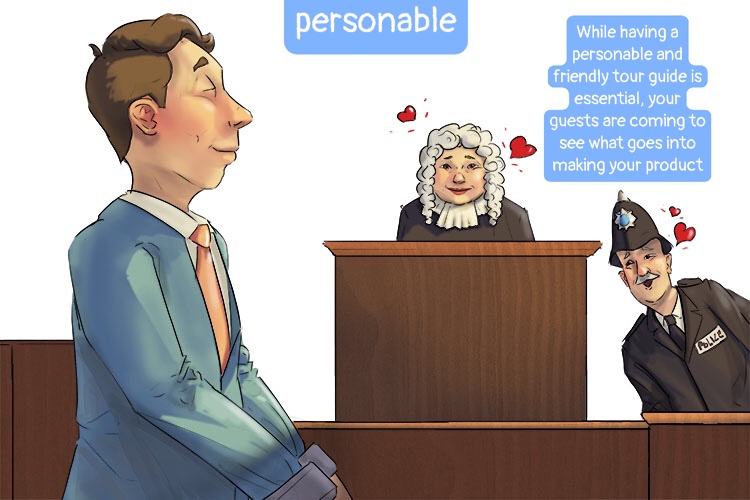 personable
While having a
personable and
friendly tour guide is
essential, your
guests are coming to
see what goes into
making your product
POLICE